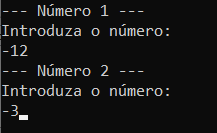 --- Número 1 ---
Introduza o número:
-12
--- Número 2 ---
Introduza o número:
-3